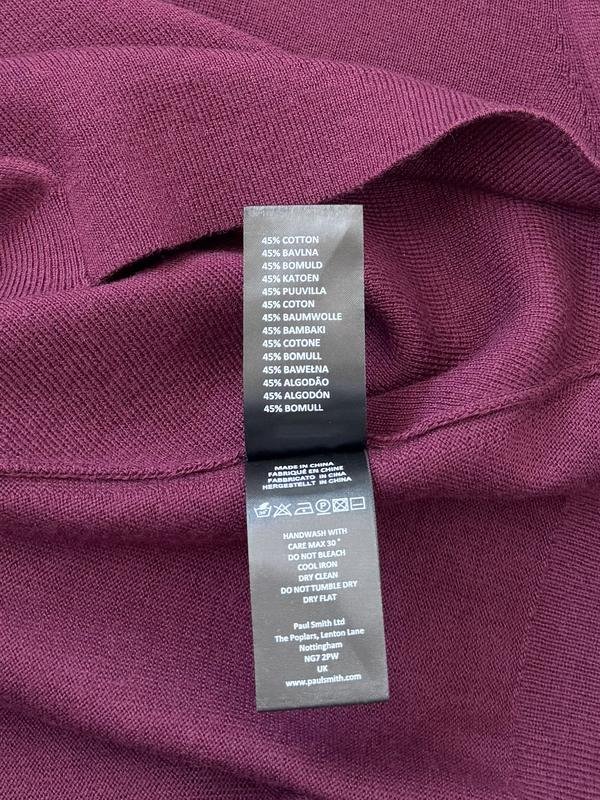 45% COTTON
45% BAVLNA
45% BOMULD
45% KATOEN
45% PUUVILLA
45% COTON
45% BAUMWOLLE
45% BAMBAKI
45% COTONE
45% BOMULL
45% BAWEŁNA
45% ALGODÃO
45% ALGODÓN
45% BOMULL
MADE IN CHINA
FABRIQUÉ EN CHINE
FABBRICATO IN CINA
HERGESTELLT IN CHINA
P
HANDWASH WITH
CARE MAX 30°
DO NOT BLEACH
COOL IRON
DRY CLEAN
DO NOT TUMBLE DRY
DRY FLAT
Paul Smith Ltd
The Poplars, Lenton Lane
Nottingham
NG7 2PW
UK
www.paulsmith.com